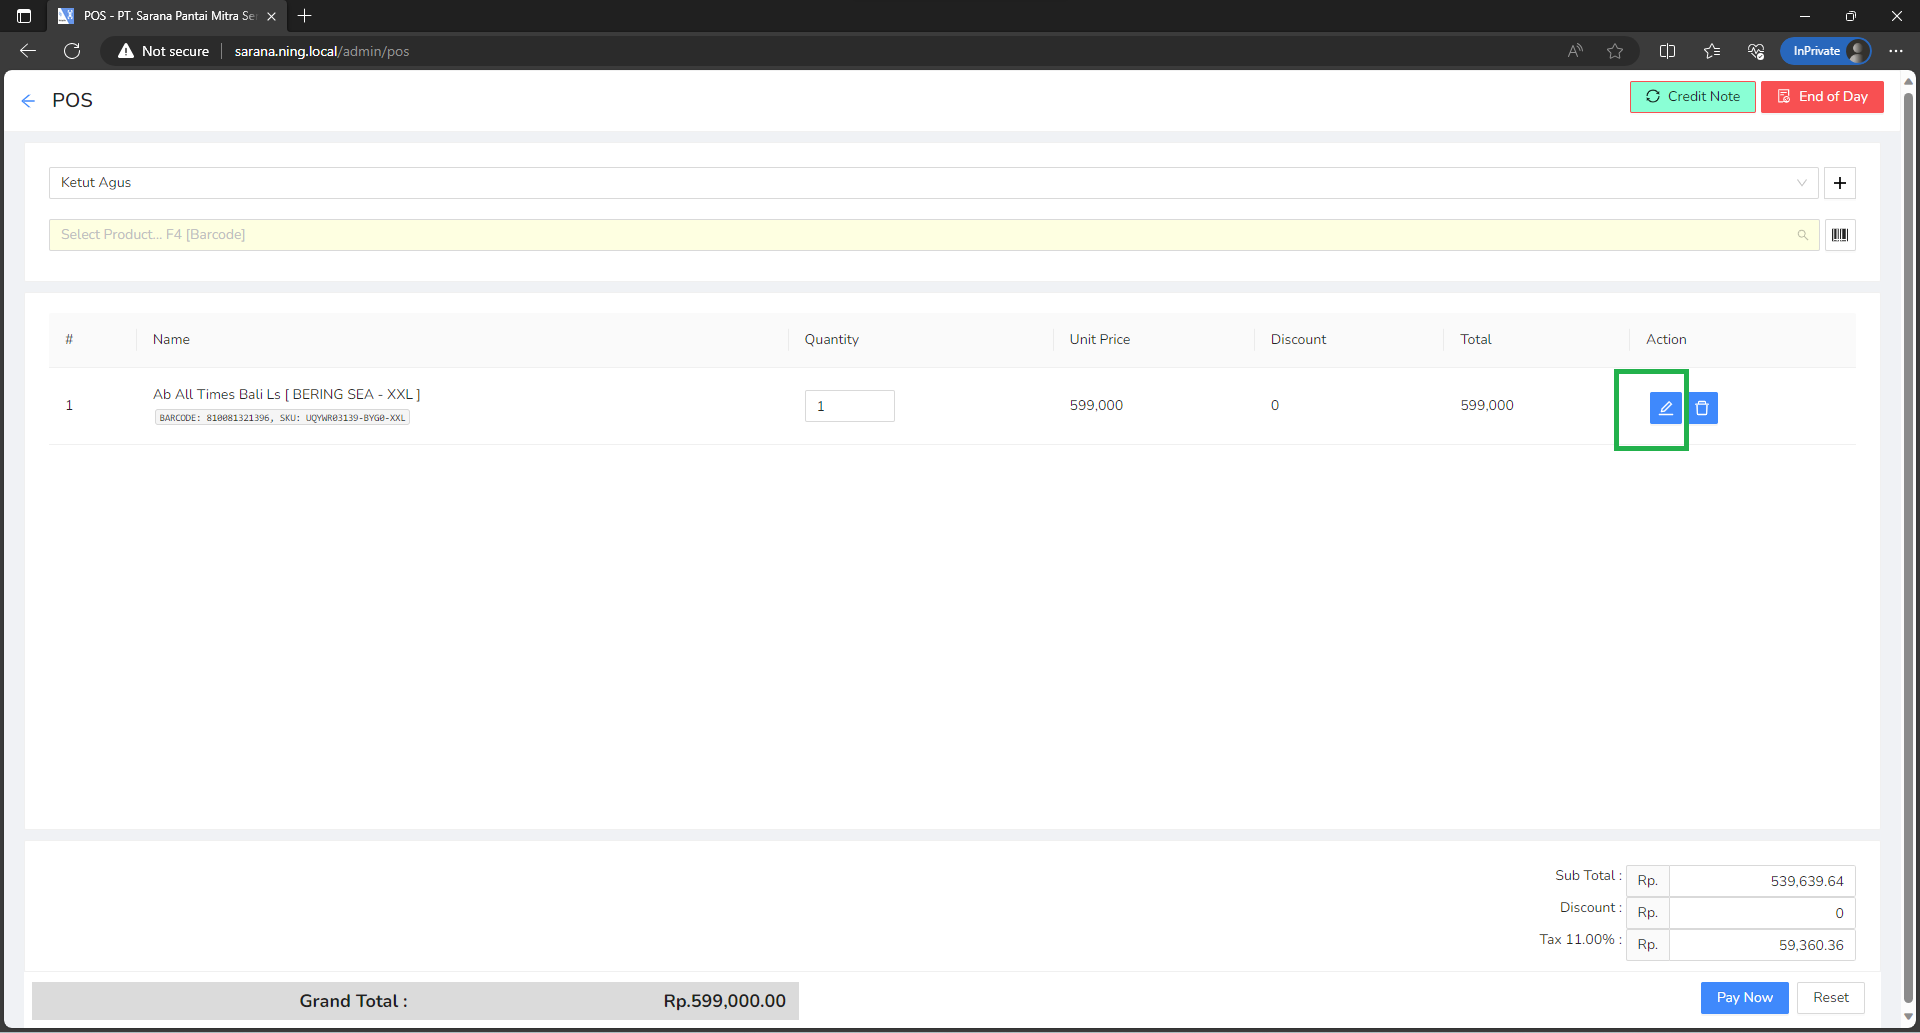 POS - PT. Sarana Pantai Mitra Se
Not secure
sarana.ning.local/admin/pos
InPrivate
POS
Credit Note
End of Day
Ketut Agus
Select Product... F4 [Barcode]
# Name Quantity Unit Price Discount Total Action
1 Ab All Times Bali Ls [ BERING SEA - XXL ] 1 599,000 0 599,000
BARCODE: 810081321396, SKU: UQYWR03139-BYG0-XXL
Sub Total : Rp. 539,639.64
Discount : Rp. 0
Tax 11.00% : Rp. 59,360.36
Grand Total : Rp.599,000.00
Pay Now
Reset